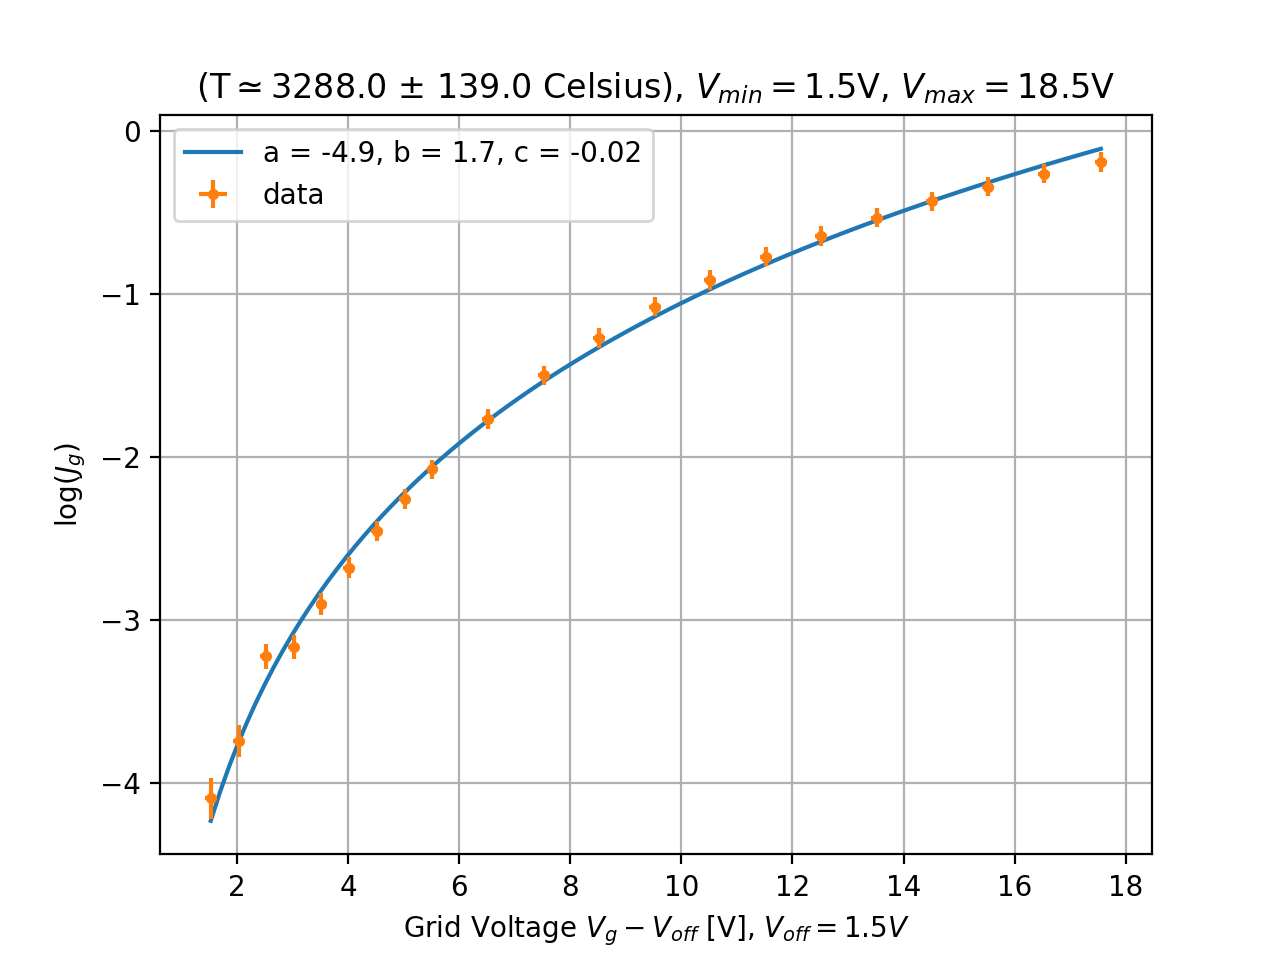 (T ≃ 3288.0 ± 139.0 Celsius), V_min = 1.5V, V_max = 18.5V
a = -4.9, b = 1.7, c = -0.02
data
0
−1
−2
−3
−4
log(J_g)
2 4 6 8 10 12 14 16 18
Grid Voltage V_g − V_off [V], V_off = 1.5V